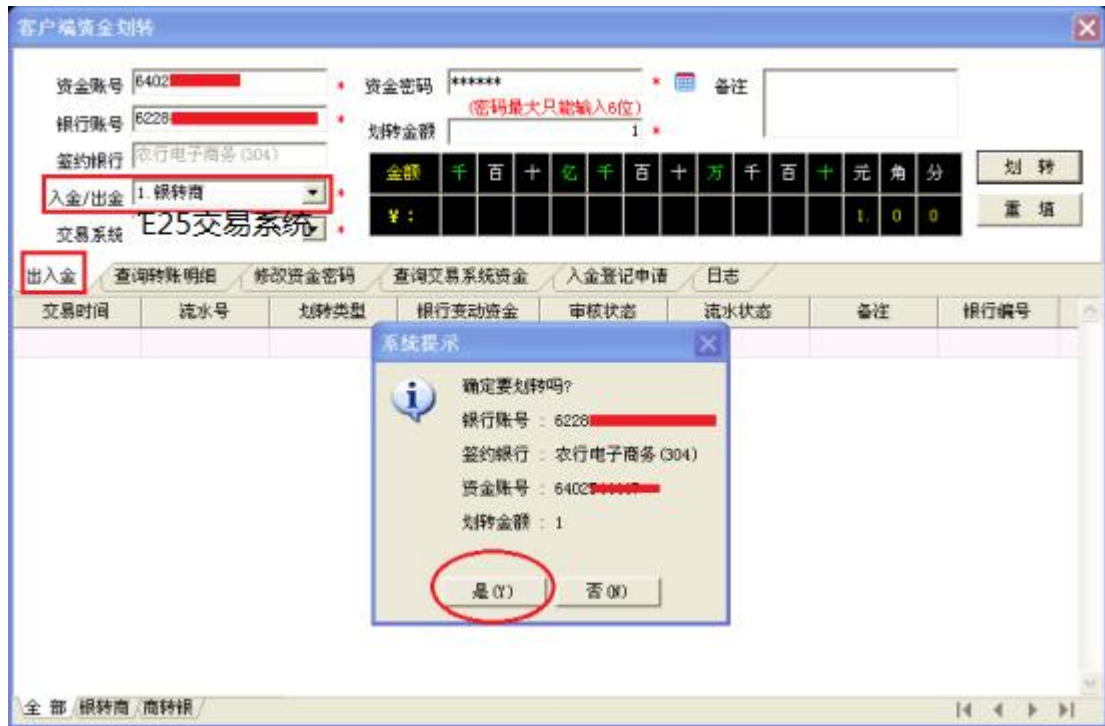 客户端资金划转
资金账号 6402 * 资金密码 ****** * 备注
(密码最大只能输入6位)
银行账号 6228 * 划转金额 1 *
签约银行 农行电子商务(304)
入金/出金 1.银转商 *
交易系统 E25交易系统 *
金额 千 百 十 亿 千 百 十 万 千 百 十 元 角 分
¥: 1. 0 0
划 转
重 填
出入金 查询转账明细 修改资金密码 查询交易系统资金 入金登记申请 日志
交易时间 流水号 划转类型 银行变动资金 审核状态 流水状态 备注 银行编号
系统提示
确定要划转吗?
银行账号 : 6228
签约银行 : 农行电子商务(304)
资金账号 : 6402
划转金额 : 1
是(Y) 否(N)
全 部 银转商 商转银